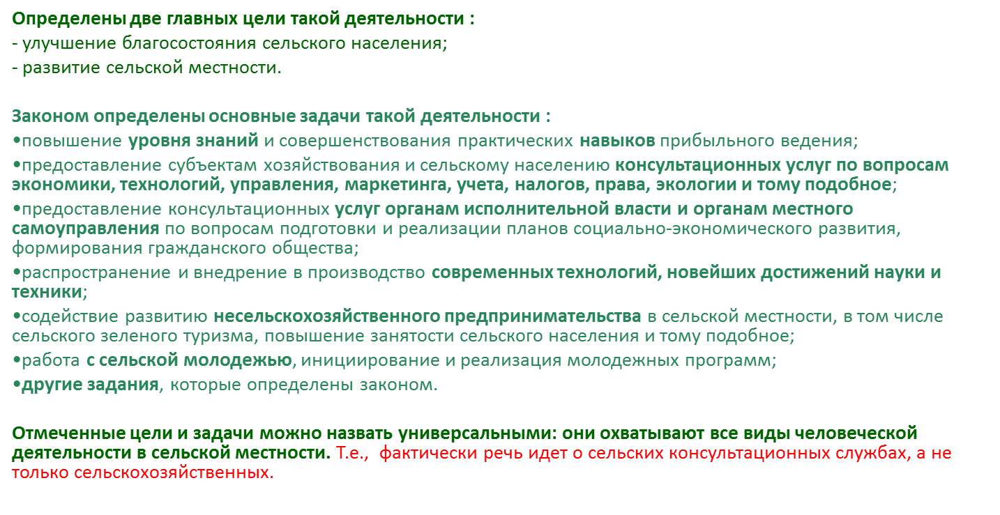 Определены две главных цели такой деятельности :
- улучшение благосостояния сельского населения;
- развитие сельской местности.
Законом определены основные задачи такой деятельности :
•повышение уровня знаний и совершенствования практических навыков прибыльного ведения;
•предоставление субъектам хозяйствования и сельскому населению консультационных услуг по вопросам
экономики, технологий, управления, маркетинга, учета, налогов, права, экологии и тому подобное;
•предоставление консультационных услуг органам исполнительной власти и органам местного
самоуправления по вопросам подготовки и реализации планов социально-экономического развития,
формирования гражданского общества;
•распространение и внедрение в производство современных технологий, новейших достижений науки и
техники;
•содействие развитию несельскохозяйственного предпринимательства в сельской местности, в том числе
сельского зеленого туризма, повышение занятости сельского населения и тому подобное;
•работа с сельской молодежью, инициирование и реализация молодежных программ;
•другие задания, которые определены законом.
Отмеченные цели и задачи можно назвать универсальными: они охватывают все виды человеческой
деятельности в сельской местности. Т.е., фактически речь идет о сельских консультационных службах, а не
только сельскохозяйственных.